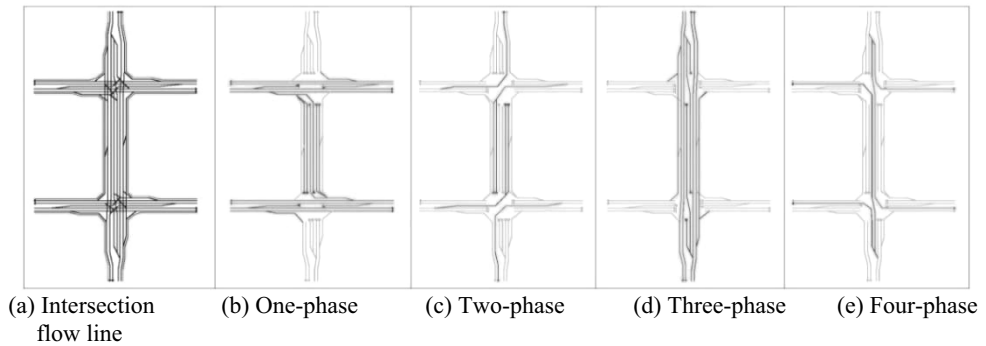 (a) Intersection
flow line
(b) One-phase
(c) Two-phase
(d) Three-phase
(e) Four-phase